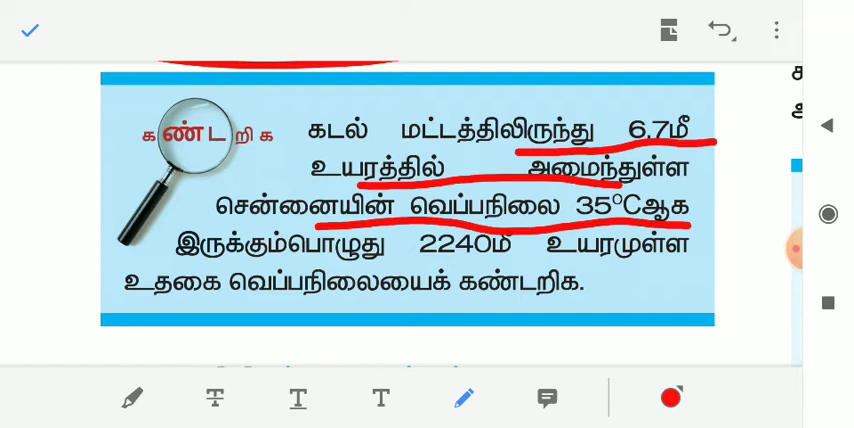 கண்டறிக கடல் மட்டத்திலிருந்து 6.7மீ
உயரத்தில் அமைந்துள்ள
சென்னையின் வெப்பநிலை 35°Cஆக
இருக்கும்பொழுது 2240மீ உயரமுள்ள
உதகை வெப்பநிலையைக் கண்டறிக.